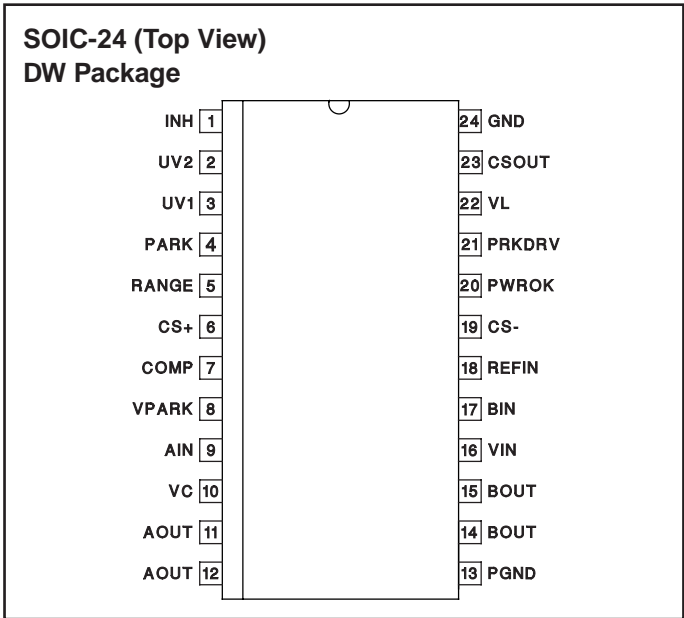 SOIC-24 (Top View)
DW Package
INH 1 24 GND
UV2 2 23 CSOUT
UV1 3 22 VL
PARK 4 21 PRKDRV
RANGE 5 20 PWROK
CS+ 6 19 CS-
COMP 7 18 REFIN
VPARK 8 17 BIN
AIN 9 16 VIN
VC 10 15 BOUT
AOUT 11 14 BOUT
AOUT 12 13 PGND